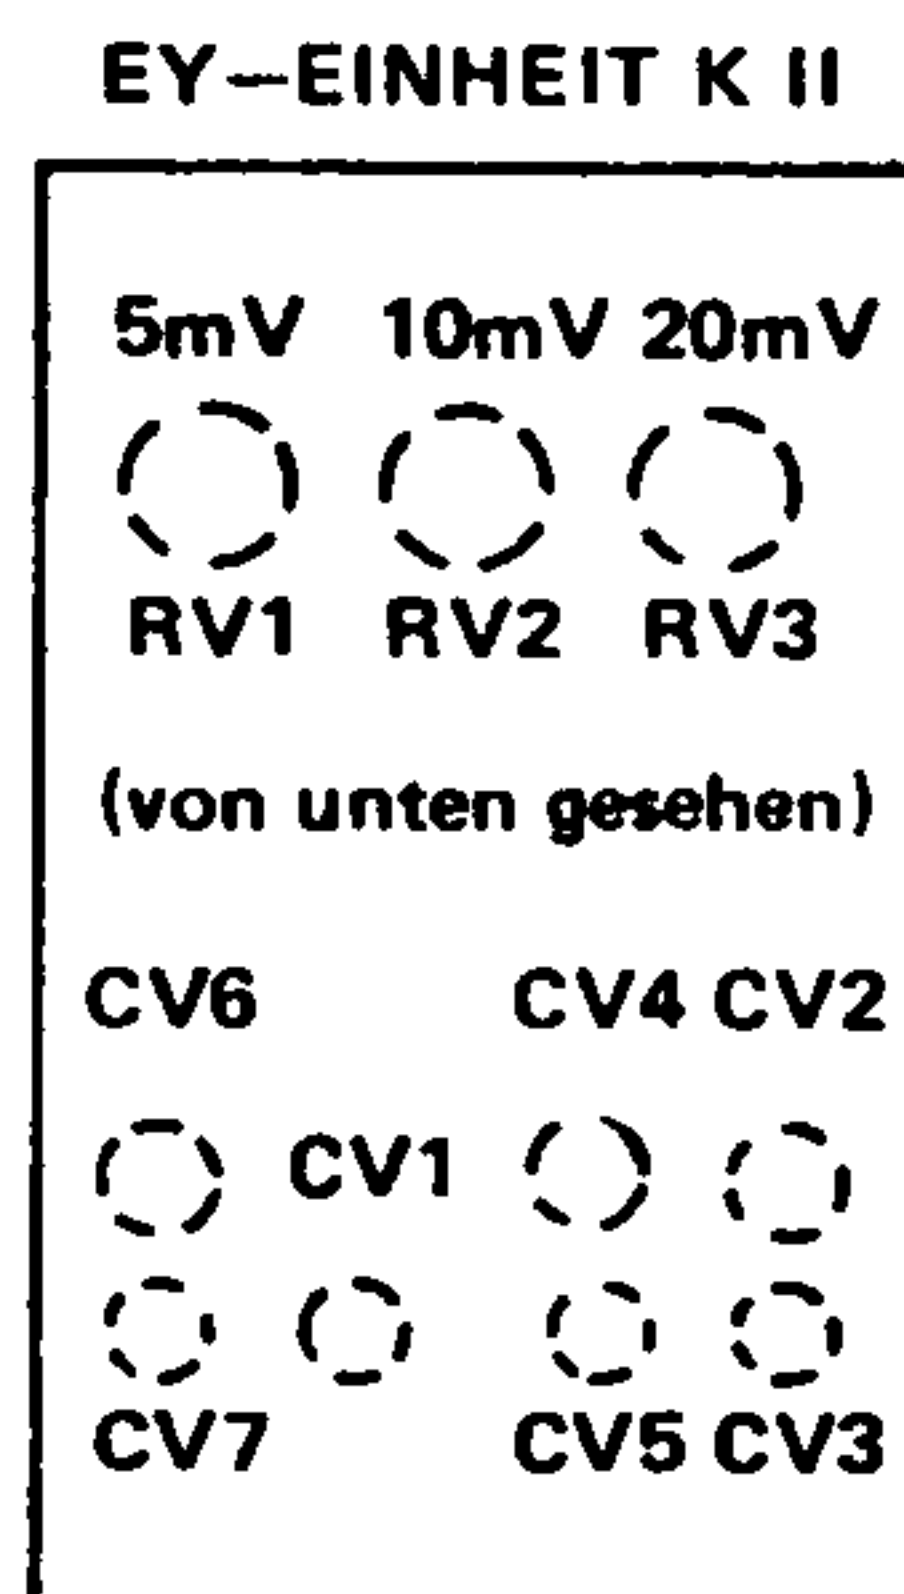 EY–EINHEIT K II
5mV 10mV 20mV
RV1 RV2 RV3
(von unten gesehen)
CV6 CV4 CV2
CV1
CV7 CV5 CV3